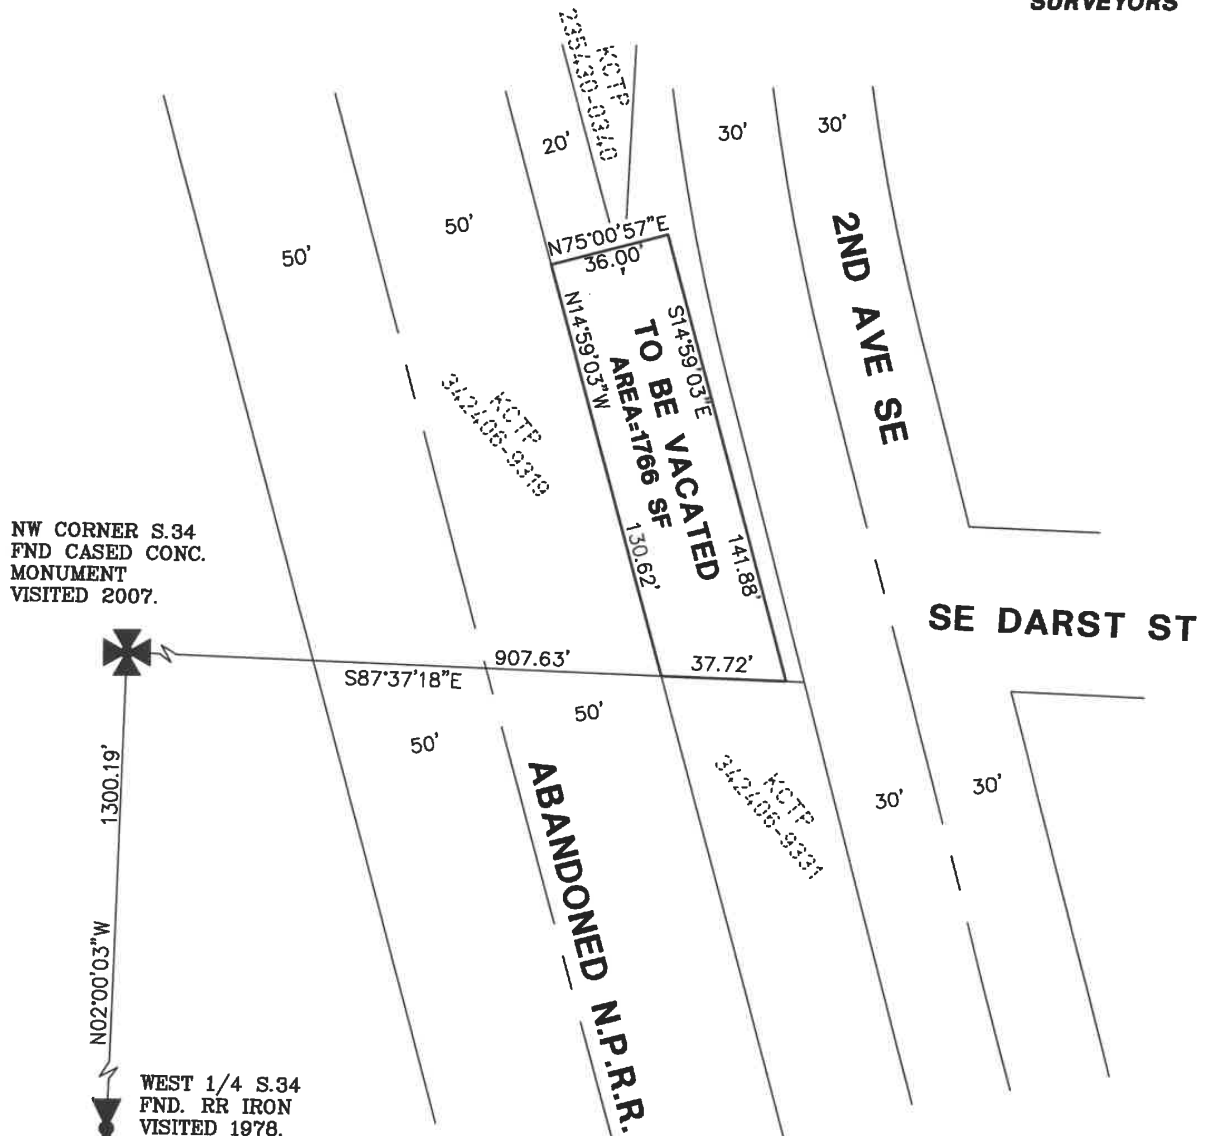 SURVEYORS
KCTP
235430-0340
20'
30'
30'
50'
50'
N75°00'57"E
36.00'
2ND AVE SE
N14°59'03"W
S14°59'03"E
TO BE VACATED
AREA=1766 SF
130.62'
141.88'
KCTP
342406-9319
NW CORNER S.34
FND CASED CONC.
MONUMENT
VISITED 2007.
SE DARST ST
907.63'
37.72'
S87°37'18"E
50'
50'
1300.19'
N02°00'03"W
ABANDONED N.P.R.R.
KCTP
342406-9331
30'
30'
WEST 1/4 S.34
FND. RR IRON
VISITED 1978.